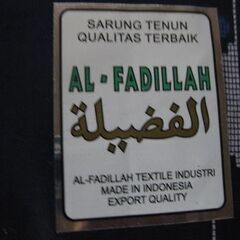 SARUNG TENUN
QUALITAS TERBAIK
AL - FADILLAH
الفضيلة
AL-FADILLAH TEXTILE INDUSTRI
MADE IN INDONESIA
EXPORT QUALITY